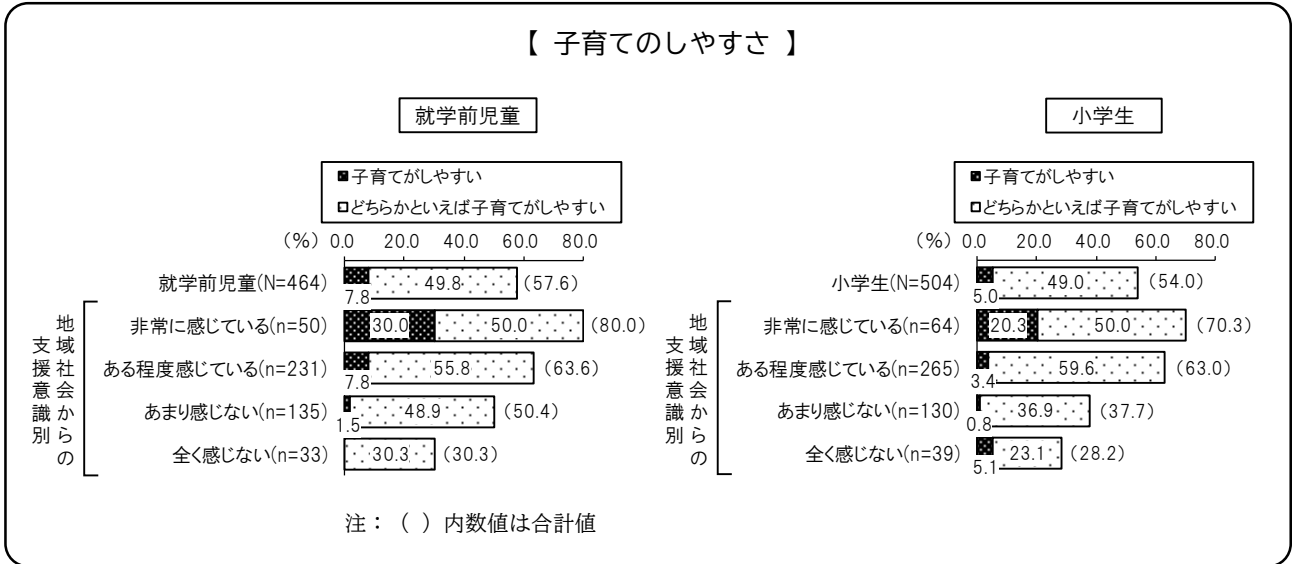 【 子育てのしやすさ 】
就学前児童
■子育てがしやすい
□どちらかといえば子育てがしやすい
(%) 0.0 20.0 40.0 60.0 80.0
就学前児童(N=464) 7.8 49.8 (57.6)
地域社会からの支援意識別
非常に感じている(n=50) 30.0 50.0 (80.0)
ある程度感じている(n=231) 7.8 55.8 (63.6)
あまり感じない(n=135) 1.5 48.9 (50.4)
全く感じない(n=33) 30.3 (30.3)
小学生
■子育てがしやすい
□どちらかといえば子育てがしやすい
(%) 0.0 20.0 40.0 60.0 80.0
小学生(N=504) 5.0 49.0 (54.0)
地域社会からの支援意識別
非常に感じている(n=64) 20.3 50.0 (70.3)
ある程度感じている(n=265) 3.4 59.6 (63.0)
あまり感じない(n=130) 0.8 36.9 (37.7)
全く感じない(n=39) 5.1 23.1 (28.2)
注：（ ）内数値は合計値